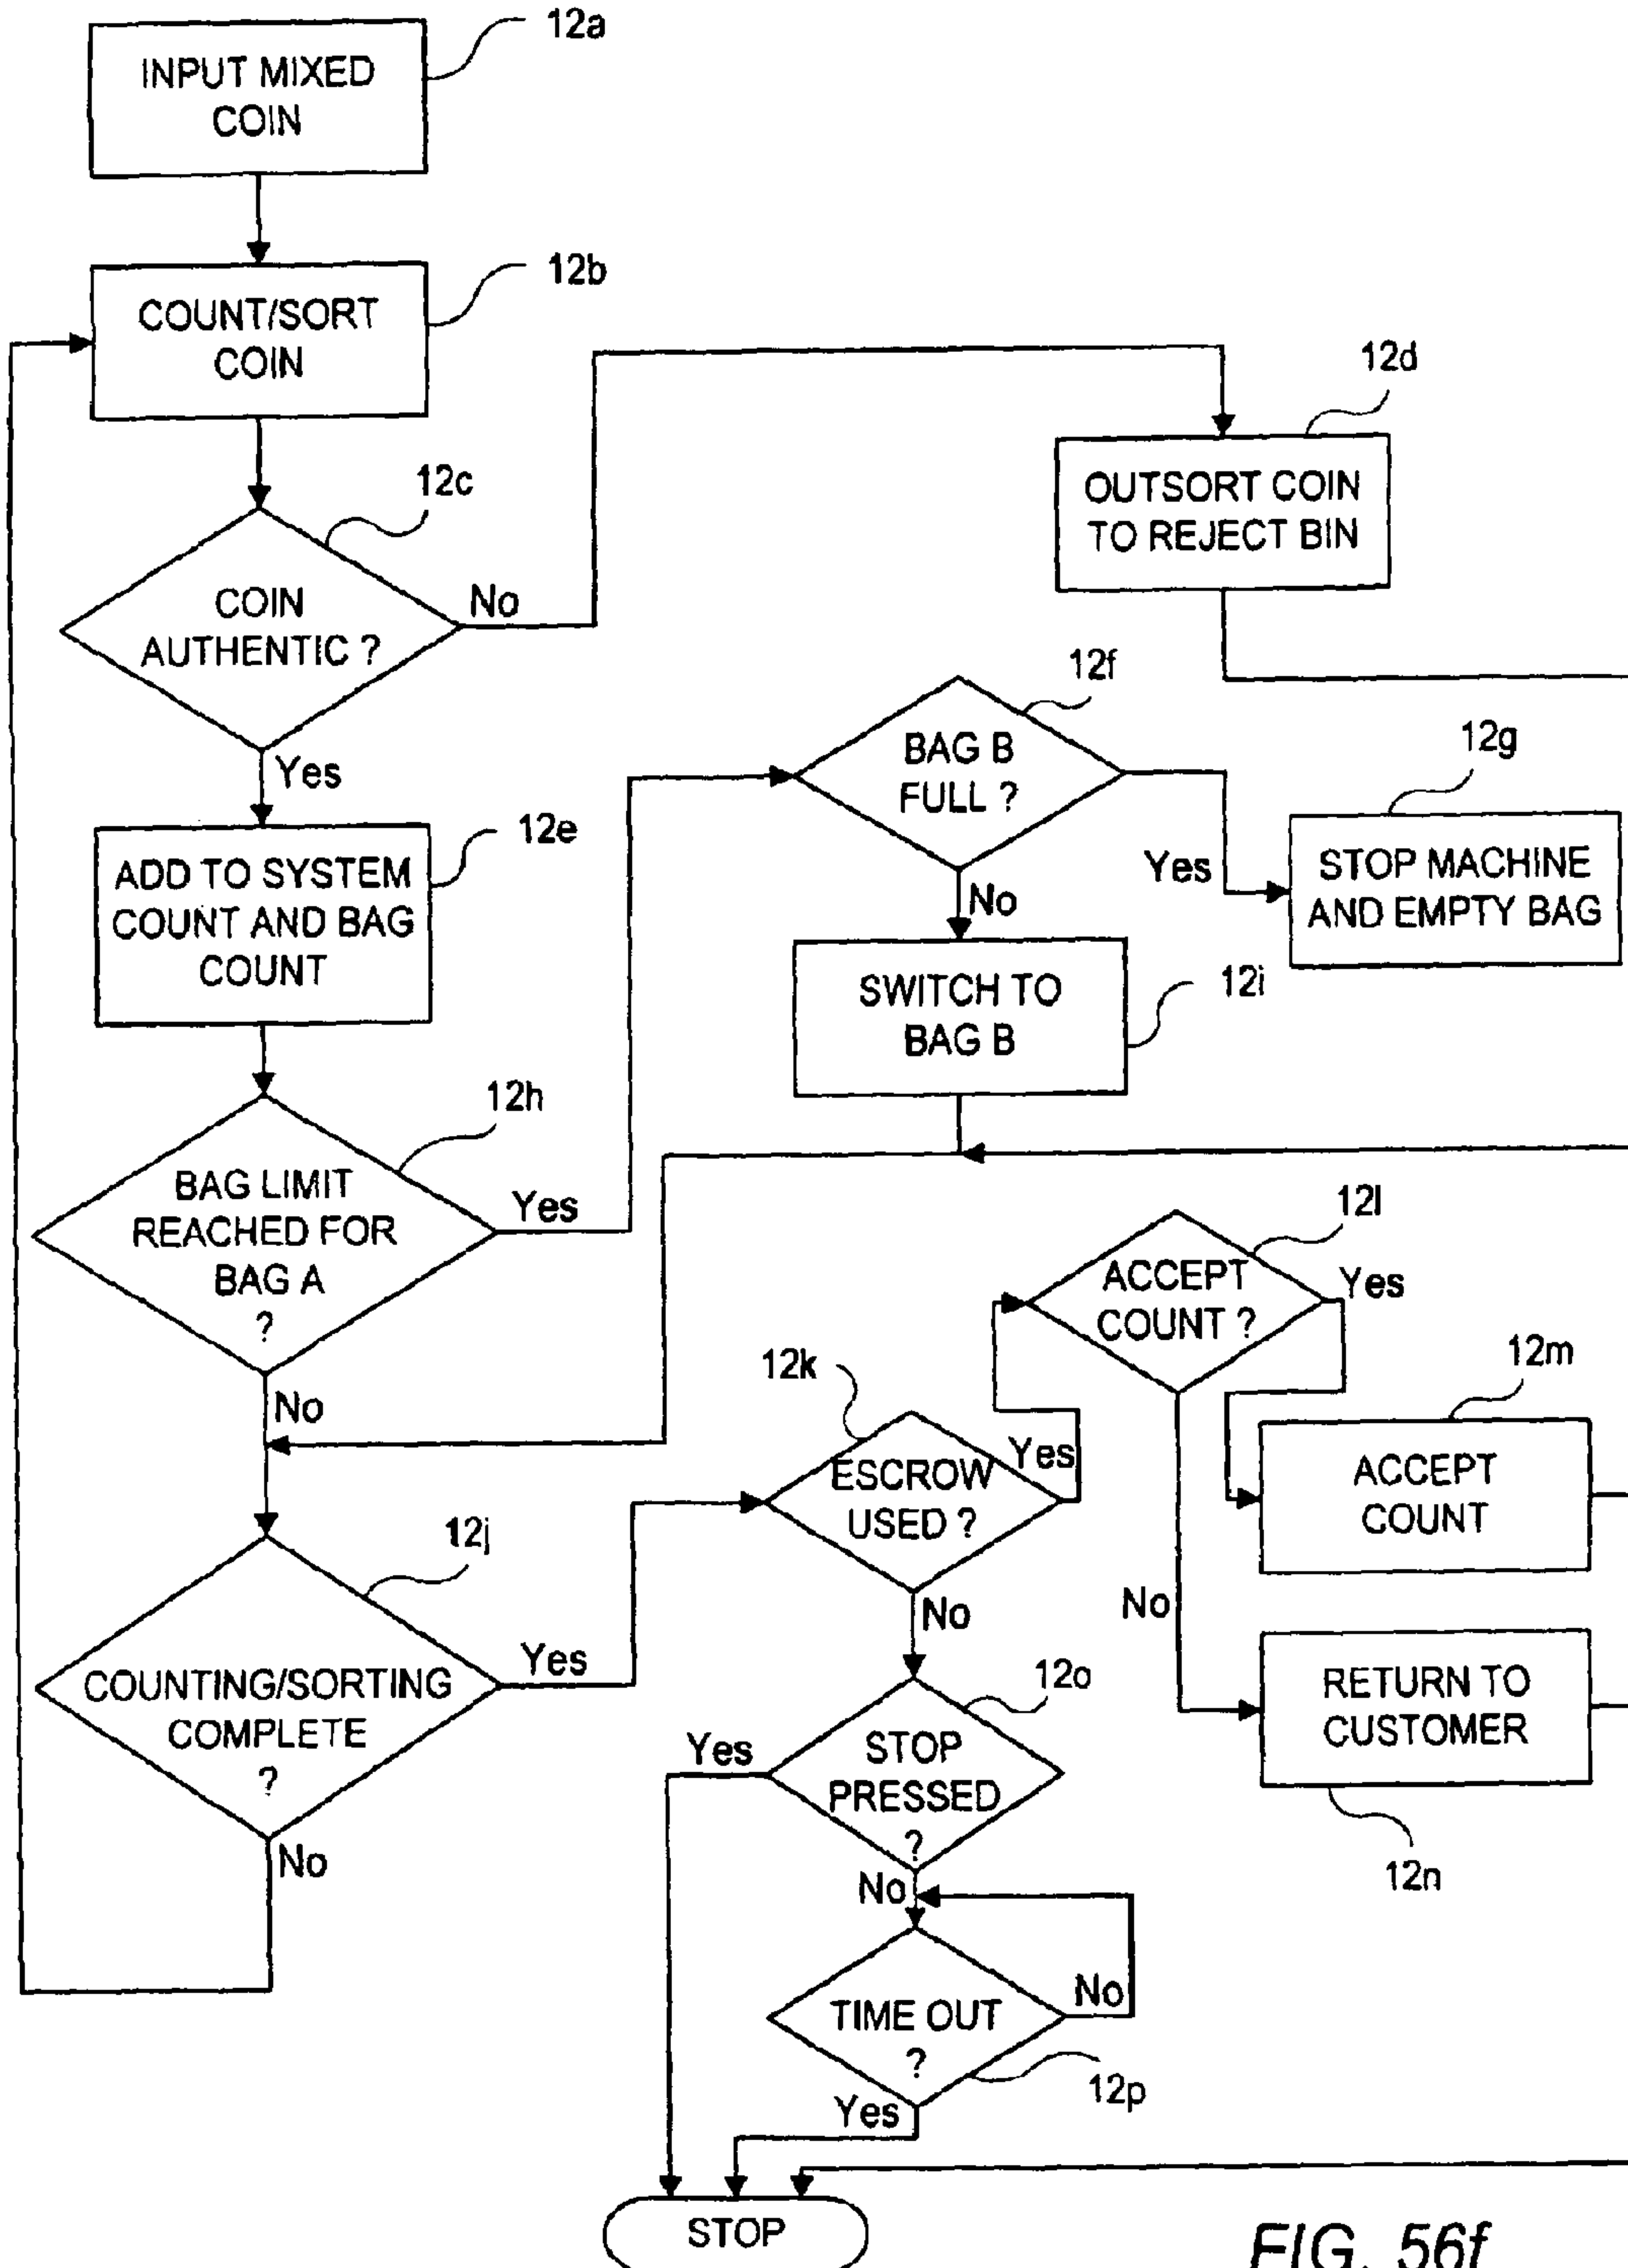 12a
INPUT MIXED
COIN
12b
COUNT/SORT
COIN
12c
COIN
AUTHENTIC ?
No
Yes
12d
OUTSORT COIN
TO REJECT BIN
12e
ADD TO SYSTEM
COUNT AND BAG
COUNT
12f
BAG B
FULL ?
Yes
No
12g
STOP MACHINE
AND EMPTY BAG
12i
SWITCH TO
BAG B
12h
BAG LIMIT
REACHED FOR
BAG A
?
Yes
No
12j
COUNTING/SORTING
COMPLETE
?
Yes
No
12k
ESCROW
USED ?
Yes
No
12l
ACCEPT
COUNT ?
Yes
No
12m
ACCEPT
COUNT
RETURN TO
CUSTOMER
12n
12o
STOP
PRESSED
?
Yes
No
TIME OUT
?
No
12p
Yes
STOP
FIG. 56f